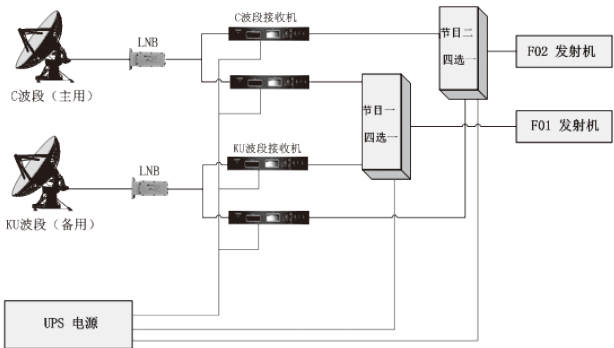 C波段接收机
节目二
四选一
LNB
F02 发射机
C波段（主用）
节目一
四选一
F01 发射机
KU波段接收机
LNB
KU波段（备用）
UPS 电源